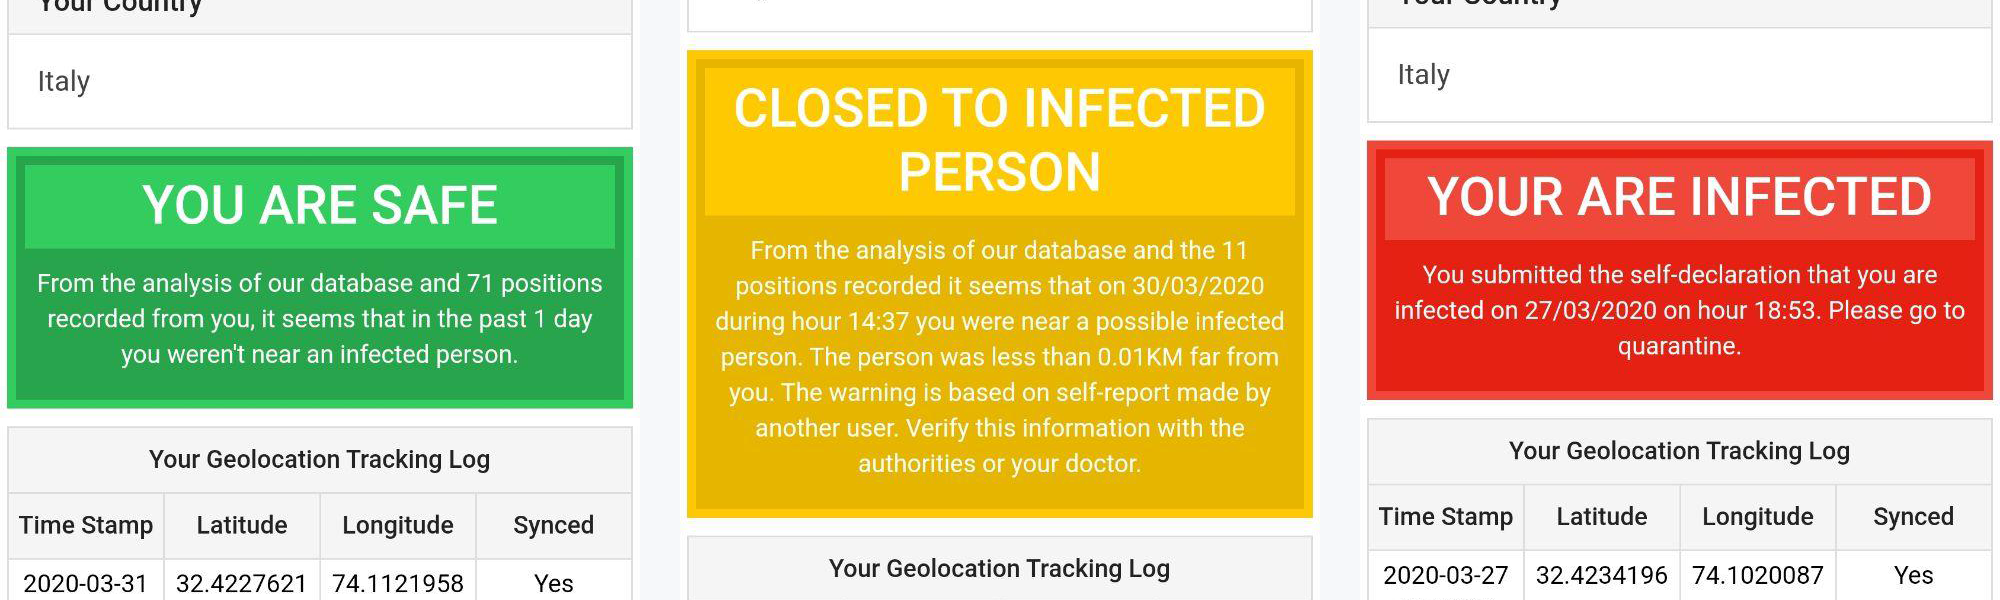 Your Country
Italy
YOU ARE SAFE
From the analysis of our database and 71 positions
recorded from you, it seems that in the past 1 day
you weren't near an infected person.
Your Geolocation Tracking Log
Time Stamp Latitude Longitude Synced
2020-03-31 32.4227621 74.1121958 Yes
CLOSED TO INFECTED
PERSON
From the analysis of our database and the 11
positions recorded it seems that on 30/03/2020
during hour 14:37 you were near a possible infected
person. The person was less than 0.01KM far from
you. The warning is based on self-report made by
another user. Verify this information with the
authorities or your doctor.
Your Geolocation Tracking Log
Your Country
Italy
YOUR ARE INFECTED
You submitted the self-declaration that you are
infected on 27/03/2020 on hour 18:53. Please go to
quarantine.
Your Geolocation Tracking Log
Time Stamp Latitude Longitude Synced
2020-03-27 32.4234196 74.1020087 Yes